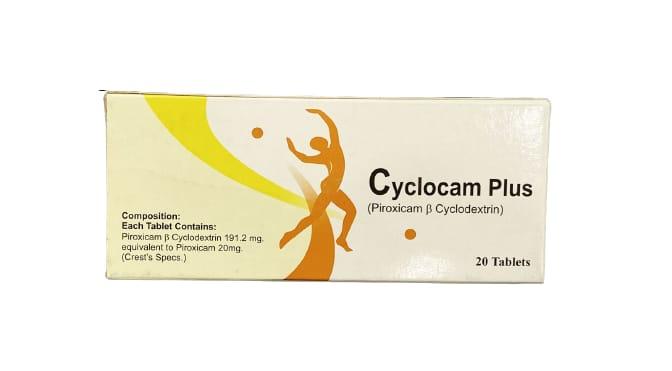 Cyclocam Plus
(Piroxicam β Cyclodextrin)
Composition:
Each Tablet Contains:
Piroxicam β Cyclodextrin 191.2 mg.
equivalent to Piroxicam 20mg.
(Crest's Specs.)
20 Tablets